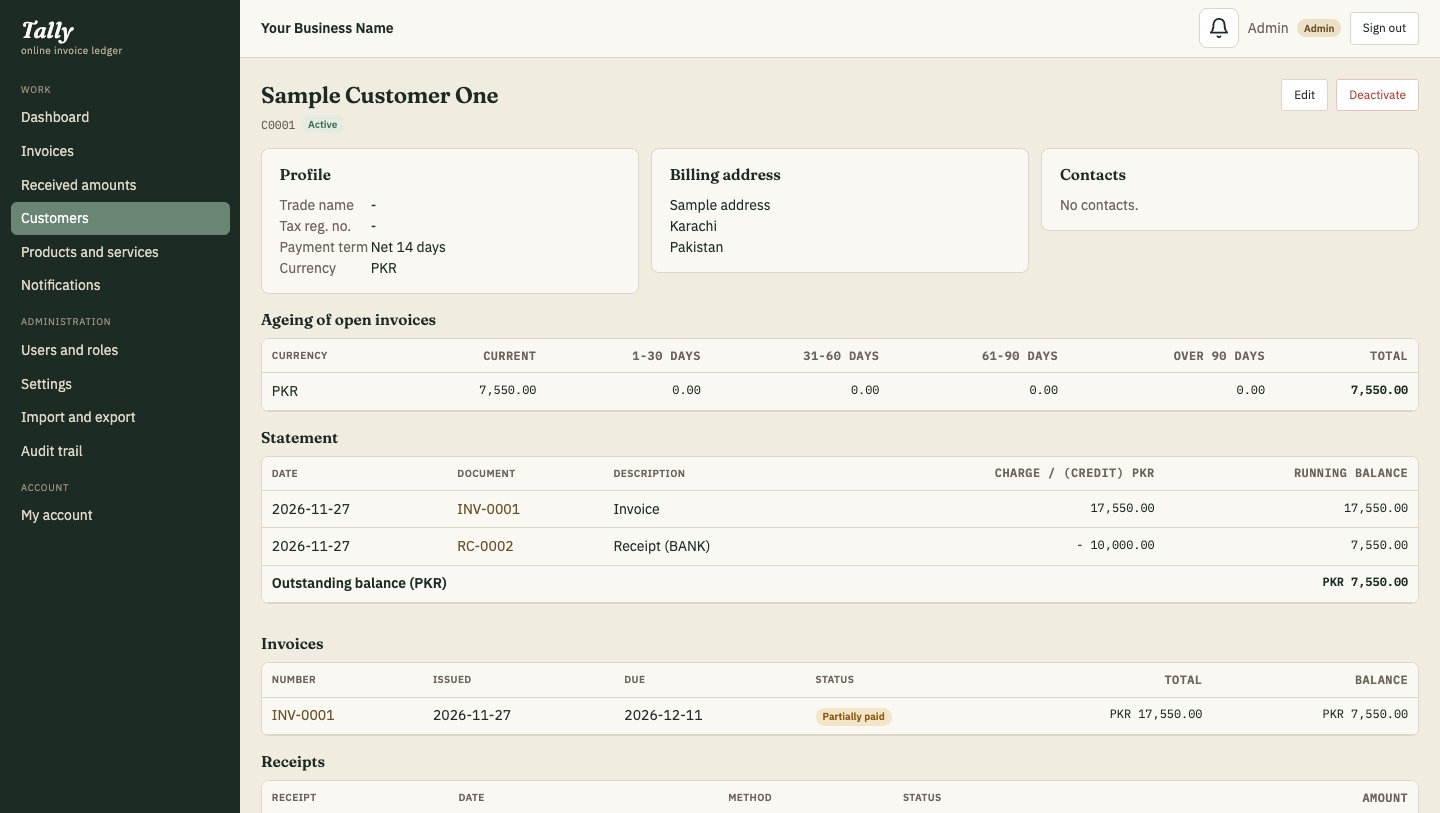 Tally
online invoice ledger
WORK
Dashboard
Invoices
Received amounts
Customers
Products and services
Notifications
ADMINISTRATION
Users and roles
Settings
Import and export
Audit trail
ACCOUNT
My account
Your Business Name
Admin Admin Sign out
Sample Customer One
Edit Deactivate
C0001 Active
Profile
Trade name -
Tax reg. no. -
Payment term Net 14 days
Currency PKR
Billing address
Sample address
Karachi
Pakistan
Contacts
No contacts.
Ageing of open invoices
CURRENCY CURRENT 1-30 DAYS 31-60 DAYS 61-90 DAYS OVER 90 DAYS TOTAL
PKR 7,550.00 0.00 0.00 0.00 0.00 7,550.00
Statement
DATE DOCUMENT DESCRIPTION CHARGE / (CREDIT) PKR RUNNING BALANCE
2026-11-27 INV-0001 Invoice 17,550.00 17,550.00
2026-11-27 RC-0002 Receipt (BANK) - 10,000.00 7,550.00
Outstanding balance (PKR) PKR 7,550.00
Invoices
NUMBER ISSUED DUE STATUS TOTAL BALANCE
INV-0001 2026-11-27 2026-12-11 Partially paid PKR 17,550.00 PKR 7,550.00
Receipts
RECEIPT DATE METHOD STATUS AMOUNT